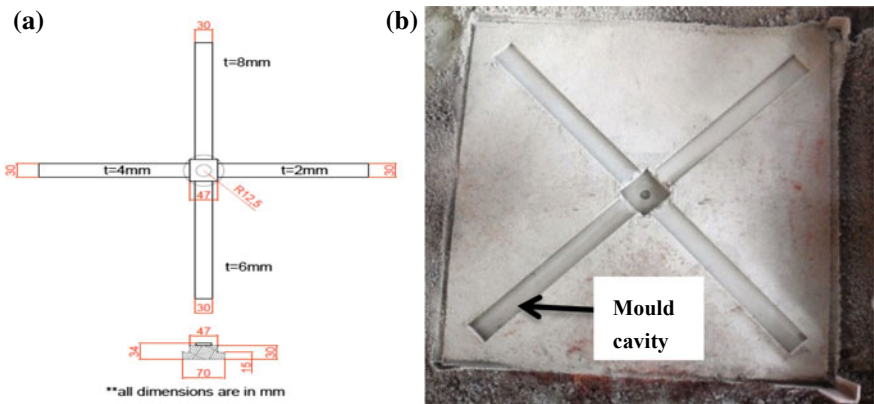 (a)
30
t=8mm
30
t=4mm
t=2mm
30
47
R12,5
t=6mm
30
47
34
30
15
70
**all dimensions are in mm
(b)
Mould
cavity